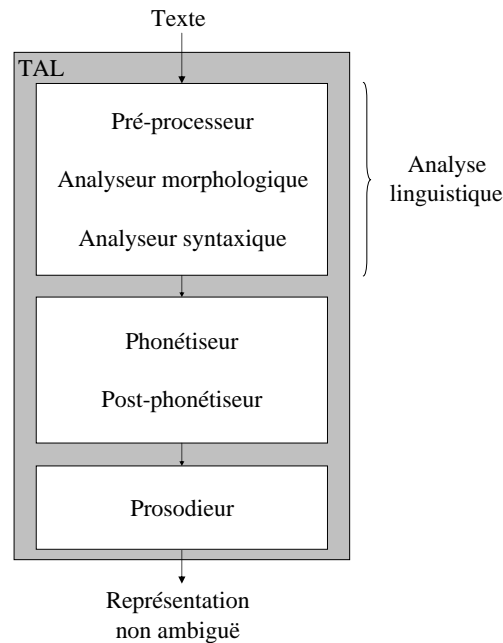 Texte
TAL
Pré-processeur
Analyseur morphologique
Analyseur syntaxique
Analyse
linguistique
Phonétiseur
Post-phonétiseur
Prosodieur
Représentation
non ambiguë